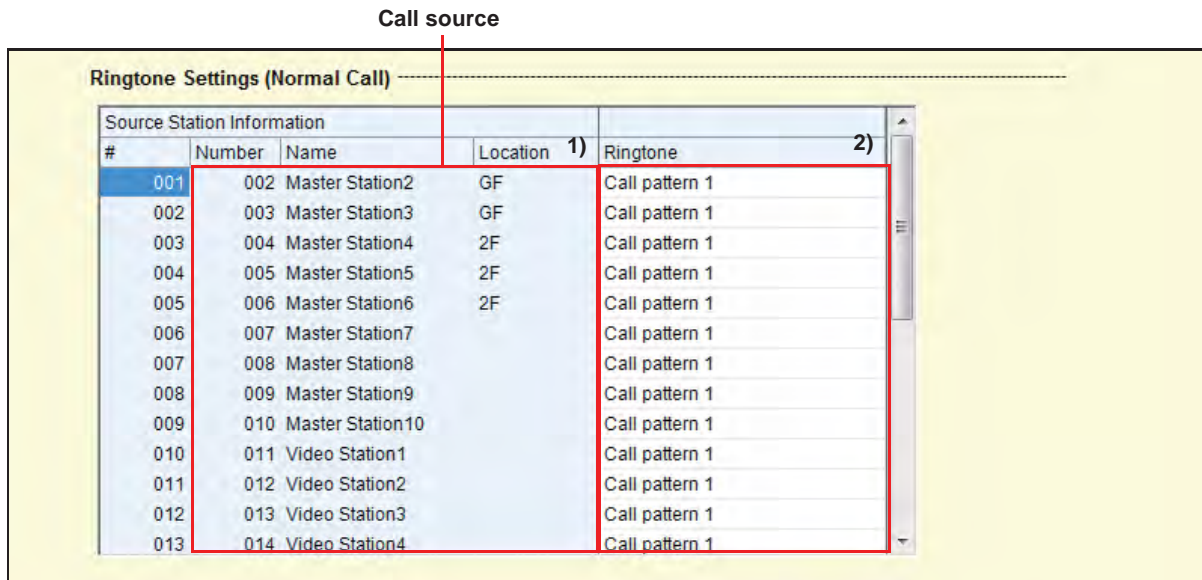 Call source
Ringtone Settings (Normal Call)
Source Station Information
# Number Name Location 1) Ringtone 2)
001 002 Master Station2 GF Call pattern 1
002 003 Master Station3 GF Call pattern 1
003 004 Master Station4 2F Call pattern 1
004 005 Master Station5 2F Call pattern 1
005 006 Master Station6 2F Call pattern 1
006 007 Master Station7 Call pattern 1
007 008 Master Station8 Call pattern 1
008 009 Master Station9 Call pattern 1
009 010 Master Station10 Call pattern 1
010 011 Video Station1 Call pattern 1
011 012 Video Station2 Call pattern 1
012 013 Video Station3 Call pattern 1
013 014 Video Station4 Call pattern 1